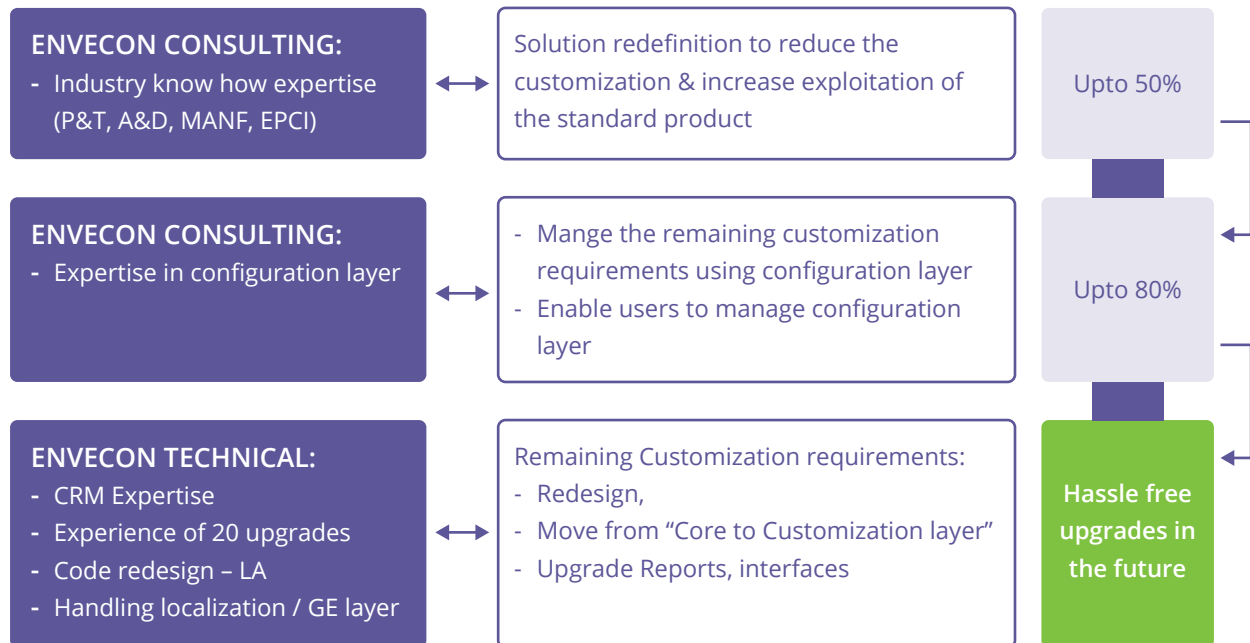 ENVECON CONSULTING:
- Industry know how expertise
(P&T, A&D, MANF, EPCI)
Solution redefinition to reduce the
customization & increase exploitation of
the standard product
Upto 50%
ENVECON CONSULTING:
- Expertise in configuration layer
- Mange the remaining customization
requirements using configuration layer
- Enable users to manage configuration
layer
Upto 80%
ENVECON TECHNICAL:
- CRM Expertise
- Experience of 20 upgrades
- Code redesign – LA
- Handling localization / GE layer
Remaining Customization requirements:
- Redesign,
- Move from “Core to Customization layer”
- Upgrade Reports, interfaces
Hassle free
upgrades in
the future